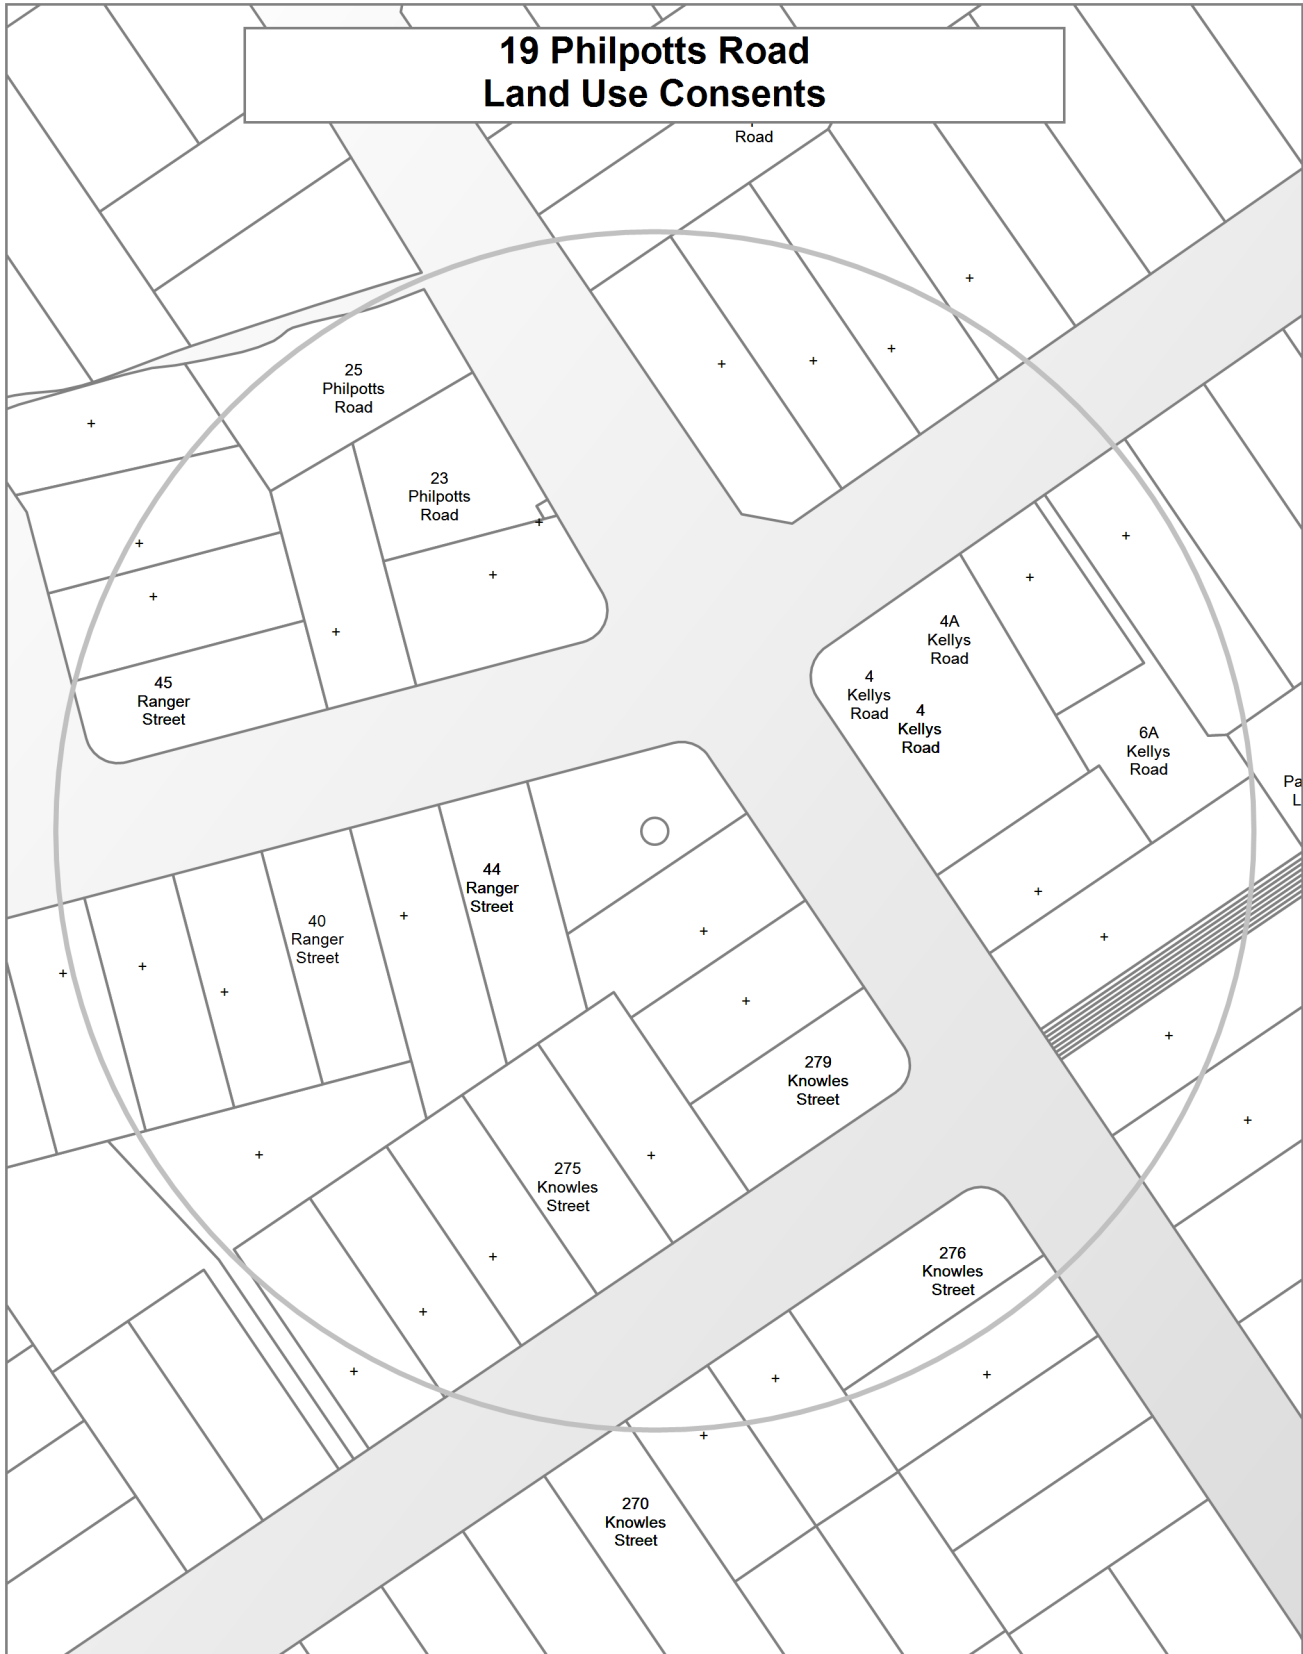 19 Philpotts Road
Land Use Consents
Road
25
Philpotts
Road
23
Philpotts
Road
4A
Kellys
Road
4
Kellys
Road
4
Kellys
Road
45
Ranger
Street
6A
Kellys
Road
44
Ranger
Street
40
Ranger
Street
279
Knowles
Street
275
Knowles
Street
276
Knowles
Street
270
Knowles
Street